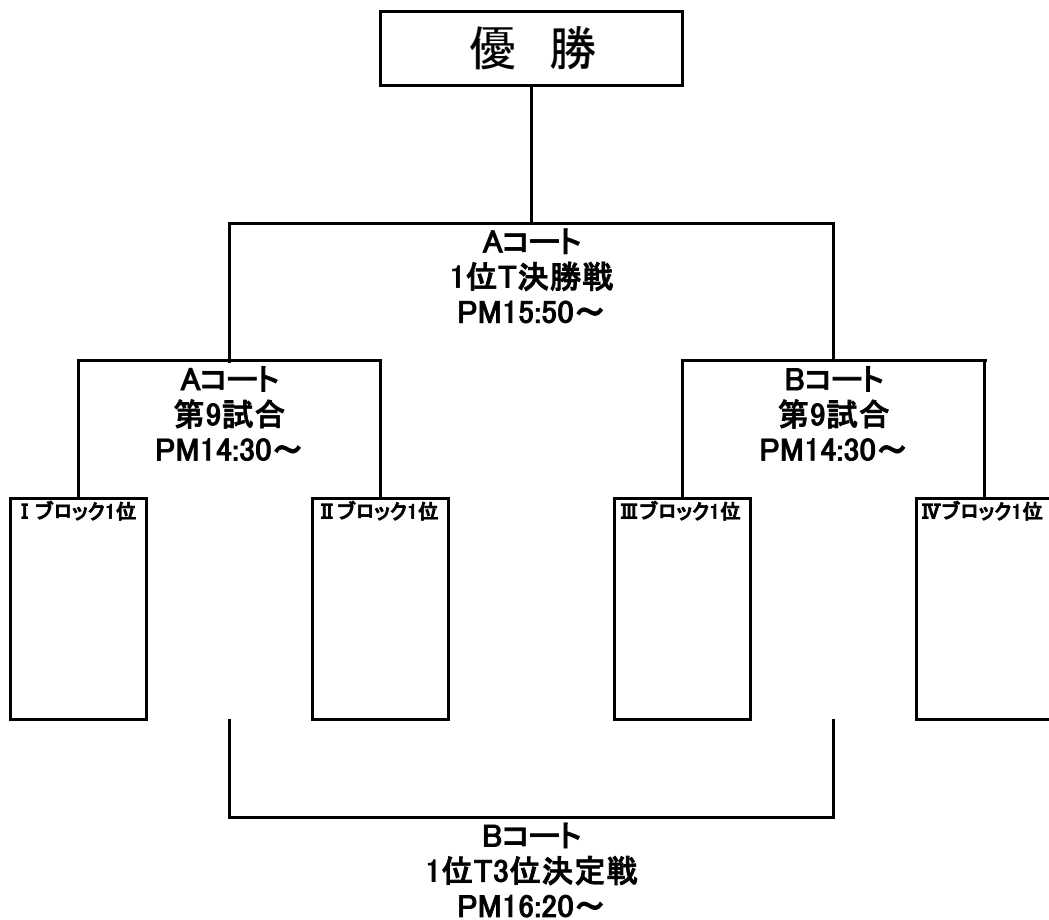 優　勝
Aコート
1位T決勝戦
PM15:50～
Aコート
第9試合
PM14:30～
Bコート
第9試合
PM14:30～
Ⅰブロック1位
Ⅱブロック1位
Ⅲブロック1位
Ⅳブロック1位
Bコート
1位T3位決定戦
PM16:20～